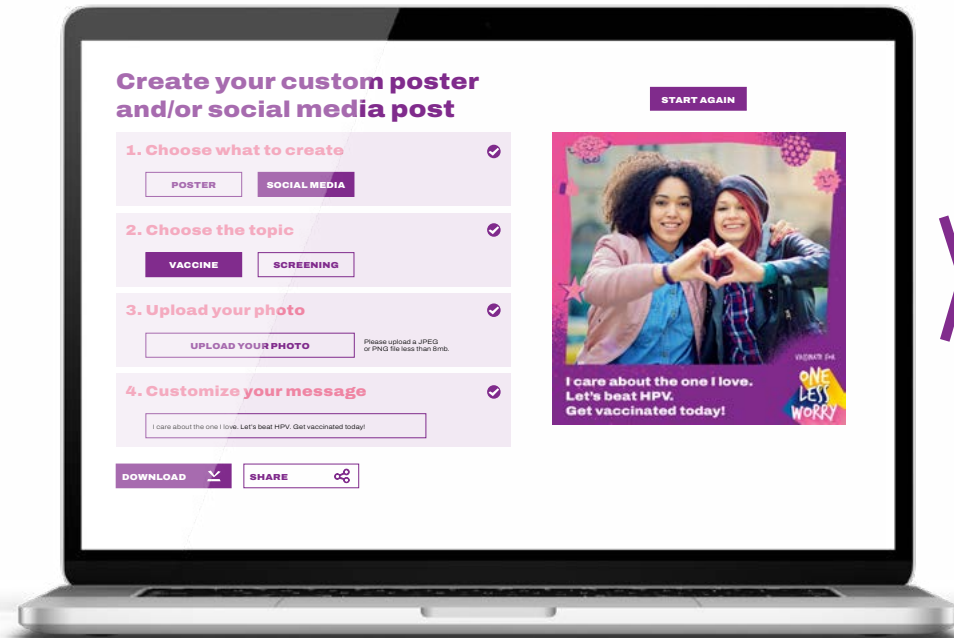 Create your custom poster
and/or social media post
START AGAIN
1. Choose what to create
POSTER
SOCIAL MEDIA
2. Choose the topic
VACCINE
SCREENING
3. Upload your photo
UPLOAD YOUR PHOTO
Please upload a JPEG
or PNG file less than 8mb.
4. Customize your message
I care about the one I love. Let's beat HPV. Get vaccinated today!
DOWNLOAD
SHARE
I care about the one I love.
Let's beat HPV.
Get vaccinated today!
VACCINATE FOR
ONE
LESS
WORRY